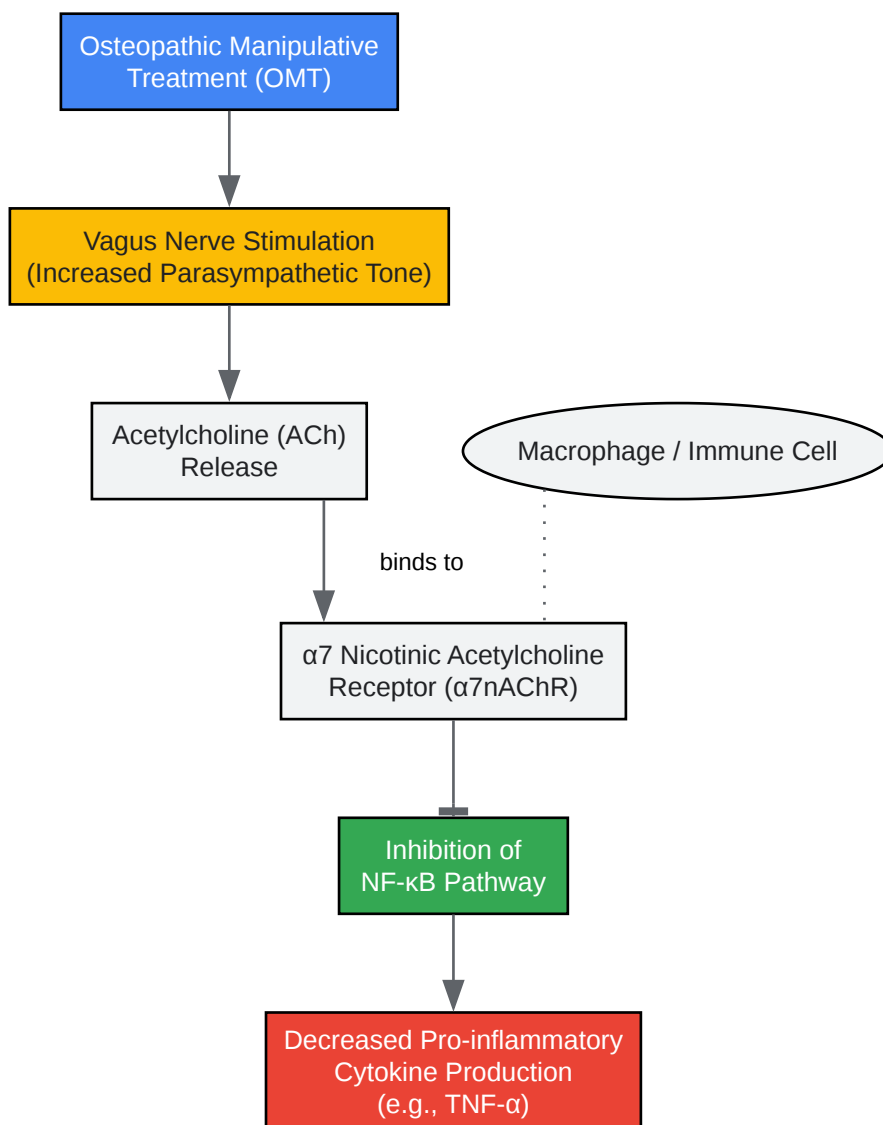 Osteopathic Manipulative
Treatment (OMT)
Vagus Nerve Stimulation
(Increased Parasympathetic Tone)
Acetylcholine (ACh)
Release
Macrophage / Immune Cell
binds to
α7 Nicotinic Acetylcholine
Receptor (α7nAChR)
Inhibition of
NF-κB Pathway
Decreased Pro-inflammatory
Cytokine Production
(e.g., TNF-α)